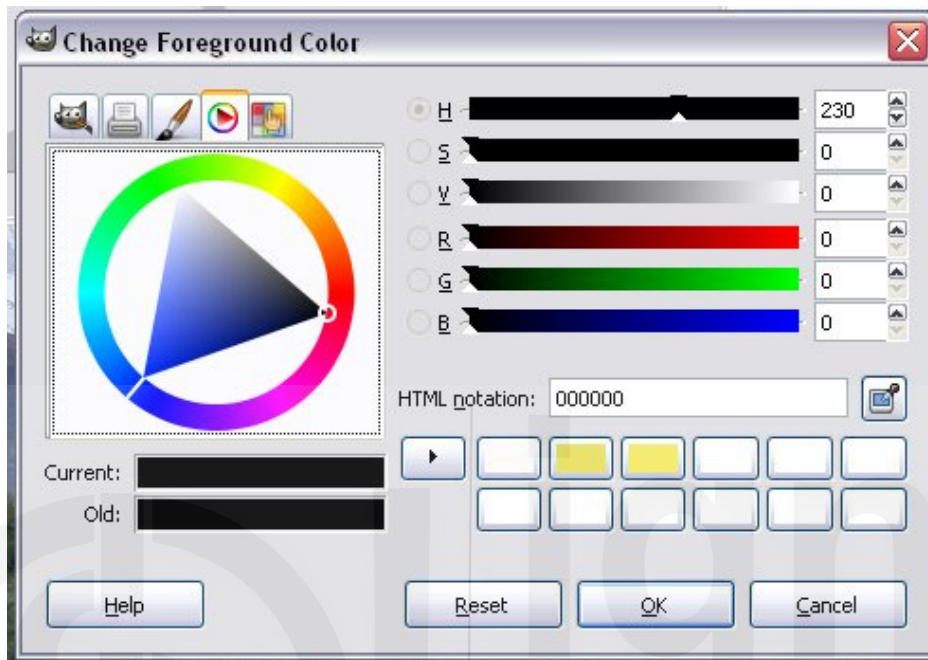 Change Foreground Color
H 230
S 0
V 0
R 0
G 0
B 0
HTML notation: 000000
Current:
Old:
Help Reset OK Cancel